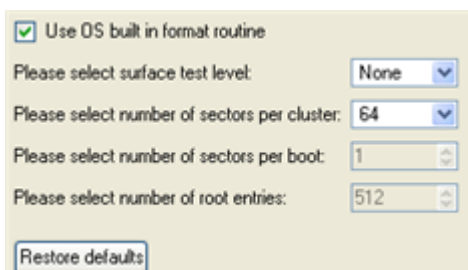 Use OS built in format routine
Please select surface test level: None
Please select number of sectors per cluster: 64
Please select number of sectors per boot: 1
Please select number of root entries: 512
Restore defaults